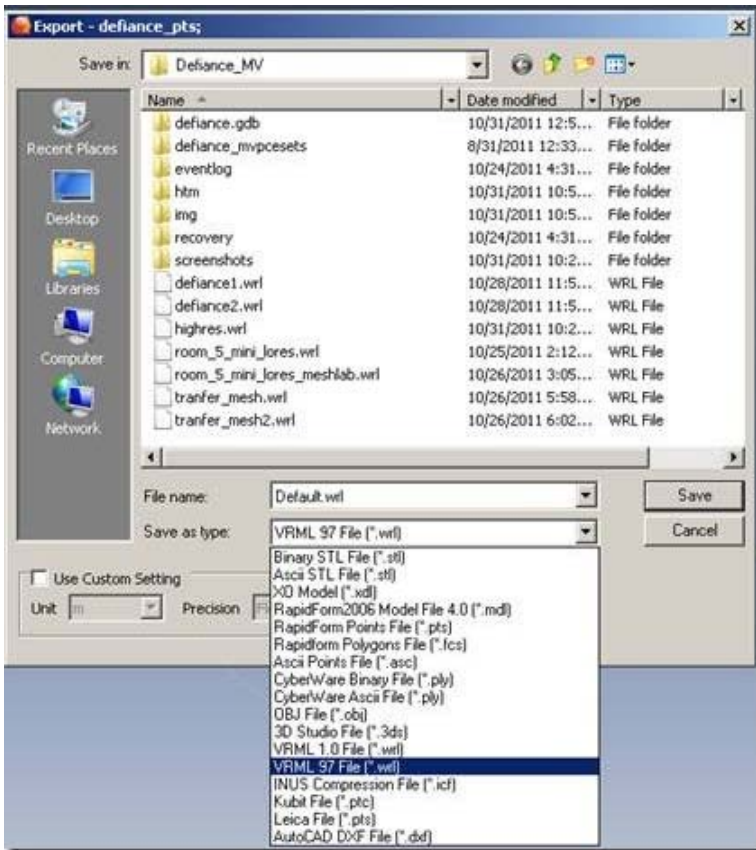 Export - defiance_pts;
Save in: Defiance_MV
Name Date modified Type
Recent Places
Desktop
Libraries
Computer
Network
defiance.gdb 10/31/2011 12:5... File folder
defiance_mvpcesets 8/31/2011 12:33... File folder
eventlog 10/24/2011 4:31... File folder
htm 10/31/2011 10:5... File folder
img 10/31/2011 10:5... File folder
recovery 10/24/2011 4:31... File folder
screenshots 10/31/2011 10:2... File folder
defiance1.wrl 10/28/2011 11:5... WRL File
defiance2.wrl 10/28/2011 11:5... WRL File
highres.wrl 10/31/2011 10:2... WRL File
room_5_mini_lores.wrl 10/25/2011 2:12... WRL File
room_5_mini_lores_meshlab.wrl 10/26/2011 3:05... WRL File
tranfer_mesh.wrl 10/26/2011 5:58... WRL File
tranfer_mesh2.wrl 10/26/2011 6:02... WRL File
File name: Default.wrl Save
Save as type: VRML 97 File (*.wrl) Cancel
Use Custom Setting
Unit m Precision
Binary STL File (*.stl)
Ascii STL File (*.stl)
XO Model (*.xdl)
RapidForm2006 Model File 4.0 (*.mdl)
RapidForm Points File (*.pts)
Rapidform Polygons File (*.fcs)
Ascii Points File (*.asc)
CyberWare Binary File (*.ply)
CyberWare Ascii File (*.ply)
OBJ File (*.obj)
3D Studio File (*.3ds)
VRML 1.0 File (*.wrl)
VRML 97 File (*.wrl)
INUS Compression File (*.icf)
Kubit File (*.ptc)
Leica File (*.pts)
AutoCAD DXF File (*.dxf)